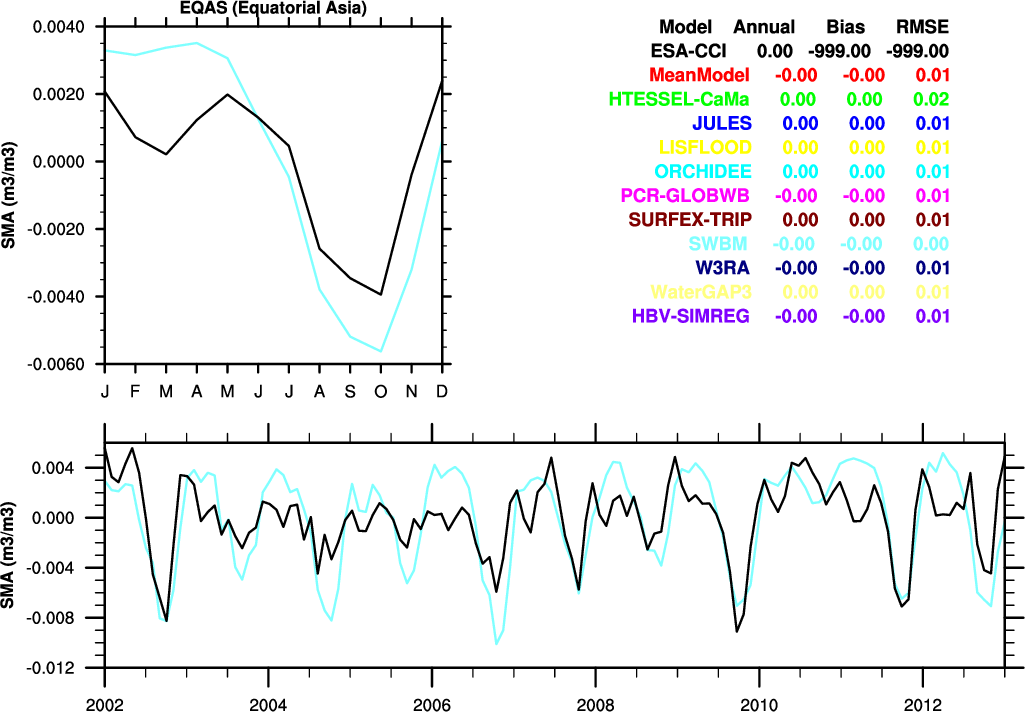 EQAS (Equatorial Asia)
0.0040
0.0020
0.0000
-0.0020
-0.0040
-0.0060
SMA (m3/m3)
J F M A M J J A S O N D
Model Annual Bias RMSE
ESA-CCI 0.00 -999.00 -999.00
MeanModel -0.00 -0.00 0.01
HTESSEL-CaMa 0.00 0.00 0.02
JULES 0.00 0.00 0.01
LISFLOOD 0.00 0.00 0.01
ORCHIDEE 0.00 0.00 0.01
PCR-GLOBWB -0.00 -0.00 0.01
SURFEX-TRIP 0.00 0.00 0.01
SWBM -0.00 -0.00 0.00
W3RA -0.00 -0.00 0.01
WaterGAP3 0.00 0.00 0.01
HBV-SIMREG -0.00 -0.00 0.01
0.004
0.000
-0.004
-0.008
-0.012
SMA (m3/m3)
2002 2004 2006 2008 2010 2012